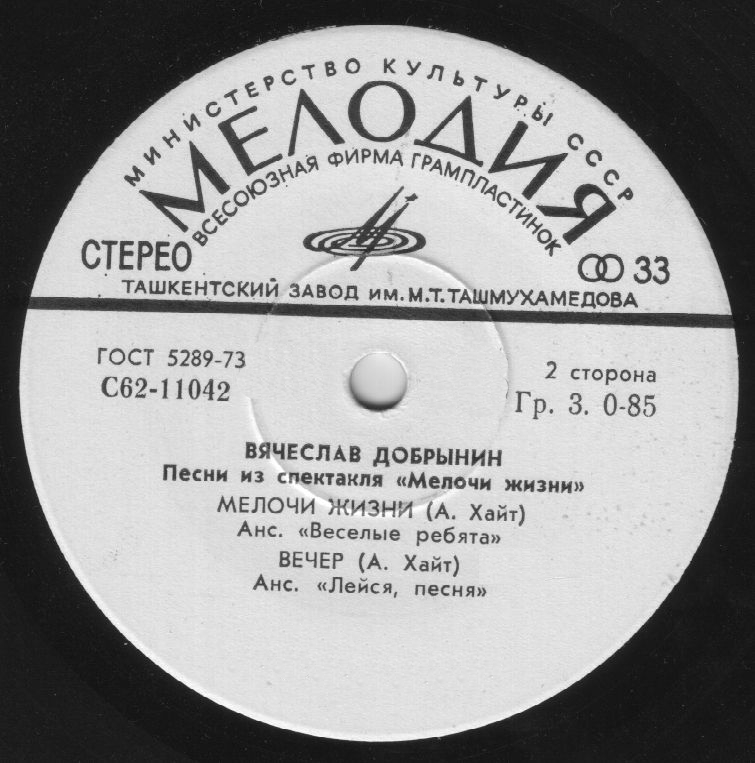 МИНИСТЕРСТВО КУЛЬТУРЫ СССР
МЕЛОДИЯ
ВСЕСОЮЗНАЯ ФИРМА ГРАМПЛАСТИНОК
СТЕРЕО
33
ТАШКЕНТСКИЙ ЗАВОД ИМ. М.Т. ТАШМУХАМЕДОВА
ГОСТ 5289-73
С62-11042
2 сторона
Гр. 3. 0-85
ВЯЧЕСЛАВ ДОБРЫНИН
Песни из спектакля «Мелочи жизни»
МЕЛОЧИ ЖИЗНИ (А. Хайт)
Анс. «Веселые ребята»
ВЕЧЕР (А. Хайт)
Анс. «Лейся, песня»